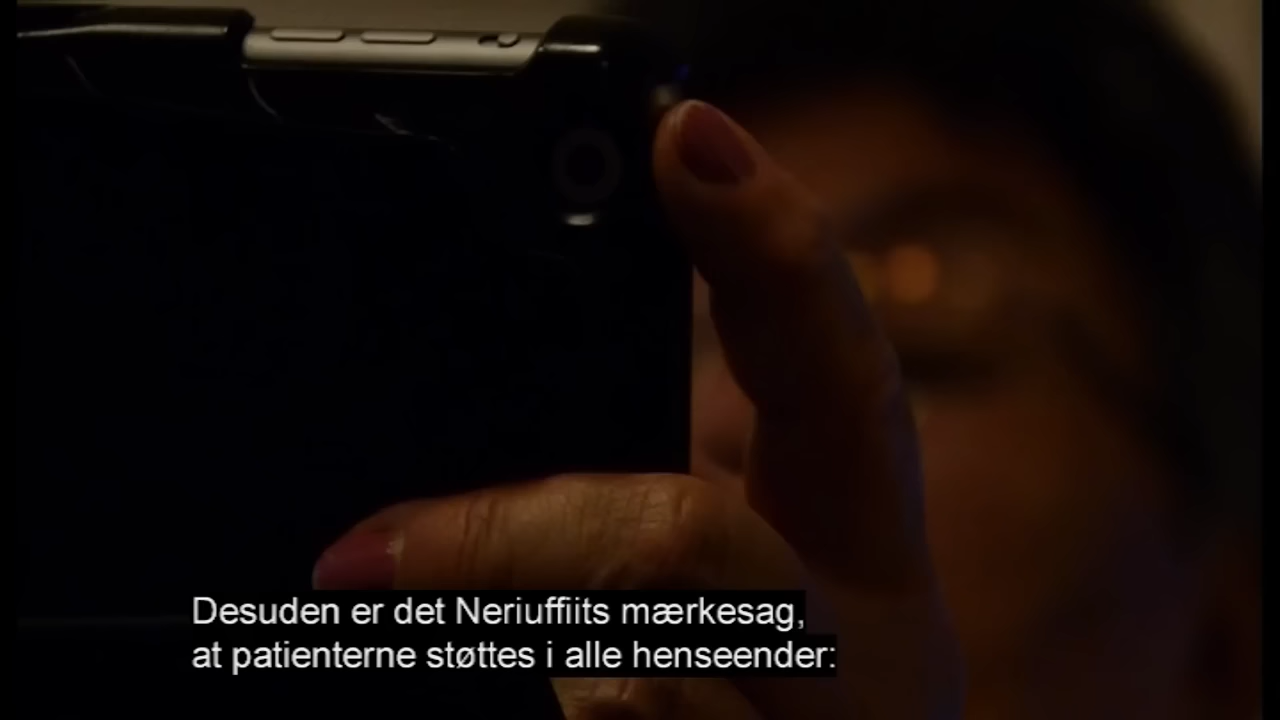 Desuden er det Neriuffiits mærkesag,
at patienterne støttes i alle henseender: